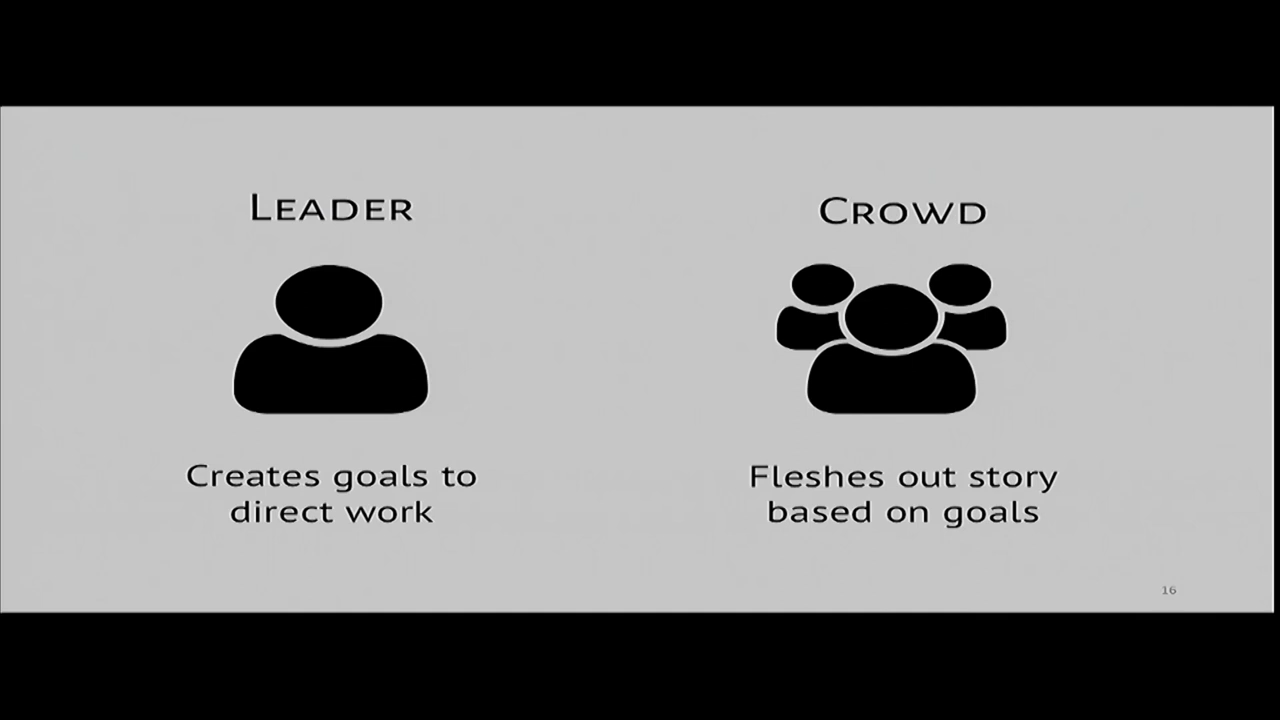 LEADER
CROWD
Creates goals to
direct work
Fleshes out story
based on goals
16